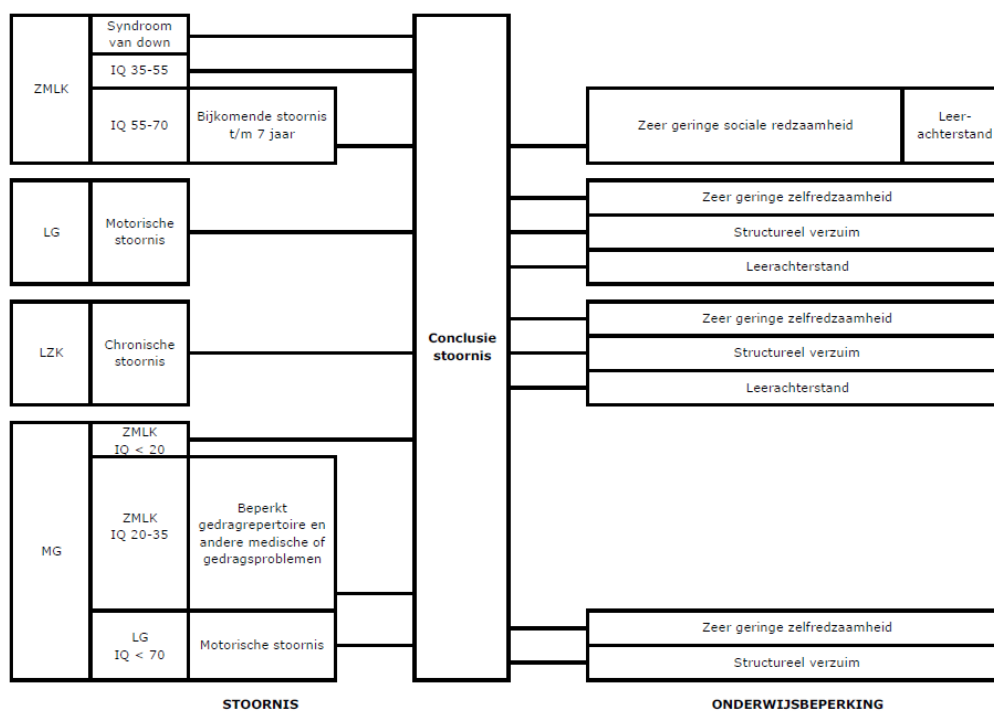 Syndroom
van down
IQ 35-55
ZMLK
IQ 55-70
Bijkomende stoornis
t/m 7 jaar
Zeer geringe sociale redzaamheid
Leer-
achterstand
LG
Motorische
stoornis
Zeer geringe zelfredzaamheid
Structureel verzuim
Leerachterstand
LZK
Chronische
stoornis
Conclusie
stoornis
Zeer geringe zelfredzaamheid
Structureel verzuim
Leerachterstand
MG
ZMLK
IQ < 20
ZMLK
IQ 20-35
Beperkt
gedragrepertoire en
andere medische of
gedragsproblemen
LG
IQ < 70
Motorische stoornis
Zeer geringe zelfredzaamheid
Structureel verzuim
STOORNIS
ONDERWIJSBEPERKING